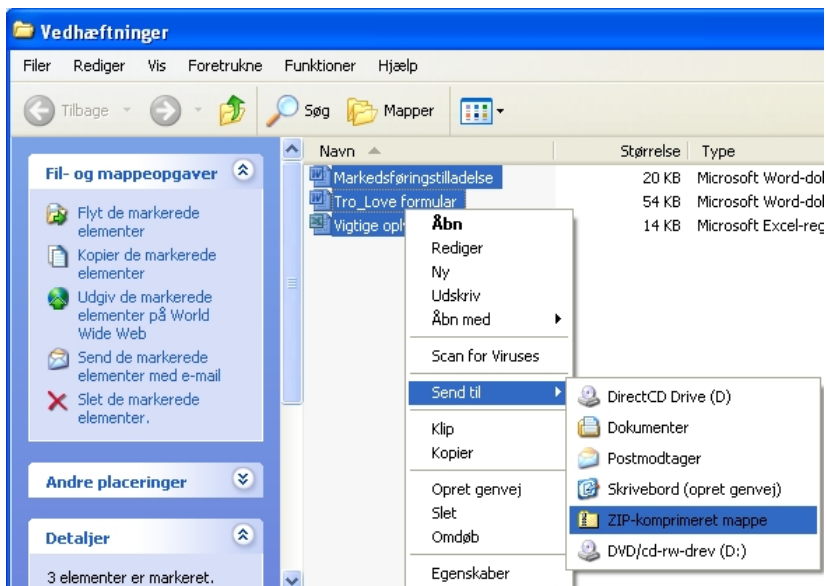 Vedhæftninger
Filer Rediger Vis Foretrukne Funktioner Hjælp
Tilbage Søg Mapper
Fil- og mappeopgaver
Flyt de markerede
elementer
Kopier de markerede
elementer
Udgiv de markerede
elementer på World
Wide Web
Send de markerede
elementer med e-mail
Slet de markerede
elementer.
Andre placeringer
Detaljer
3 elementer er markeret.
Navn Størrelse Type
Markedsføringstilladelse 20 KB Microsoft Word-dok
Tro_Love formular 54 KB Microsoft Word-dok
Vigtige opl 14 KB Microsoft Excel-reg
Åbn
Rediger
Ny
Udskriv
Åbn med
Scan for Viruses
Send til
Klip
Kopier
Opret genvej
Slet
Omdøb
Egenskaber
DirectCD Drive (D)
Dokumenter
Postmodtager
Skrivebord (opret genvej)
ZIP-komprimeret mappe
DVD/cd-rw-drev (D:)